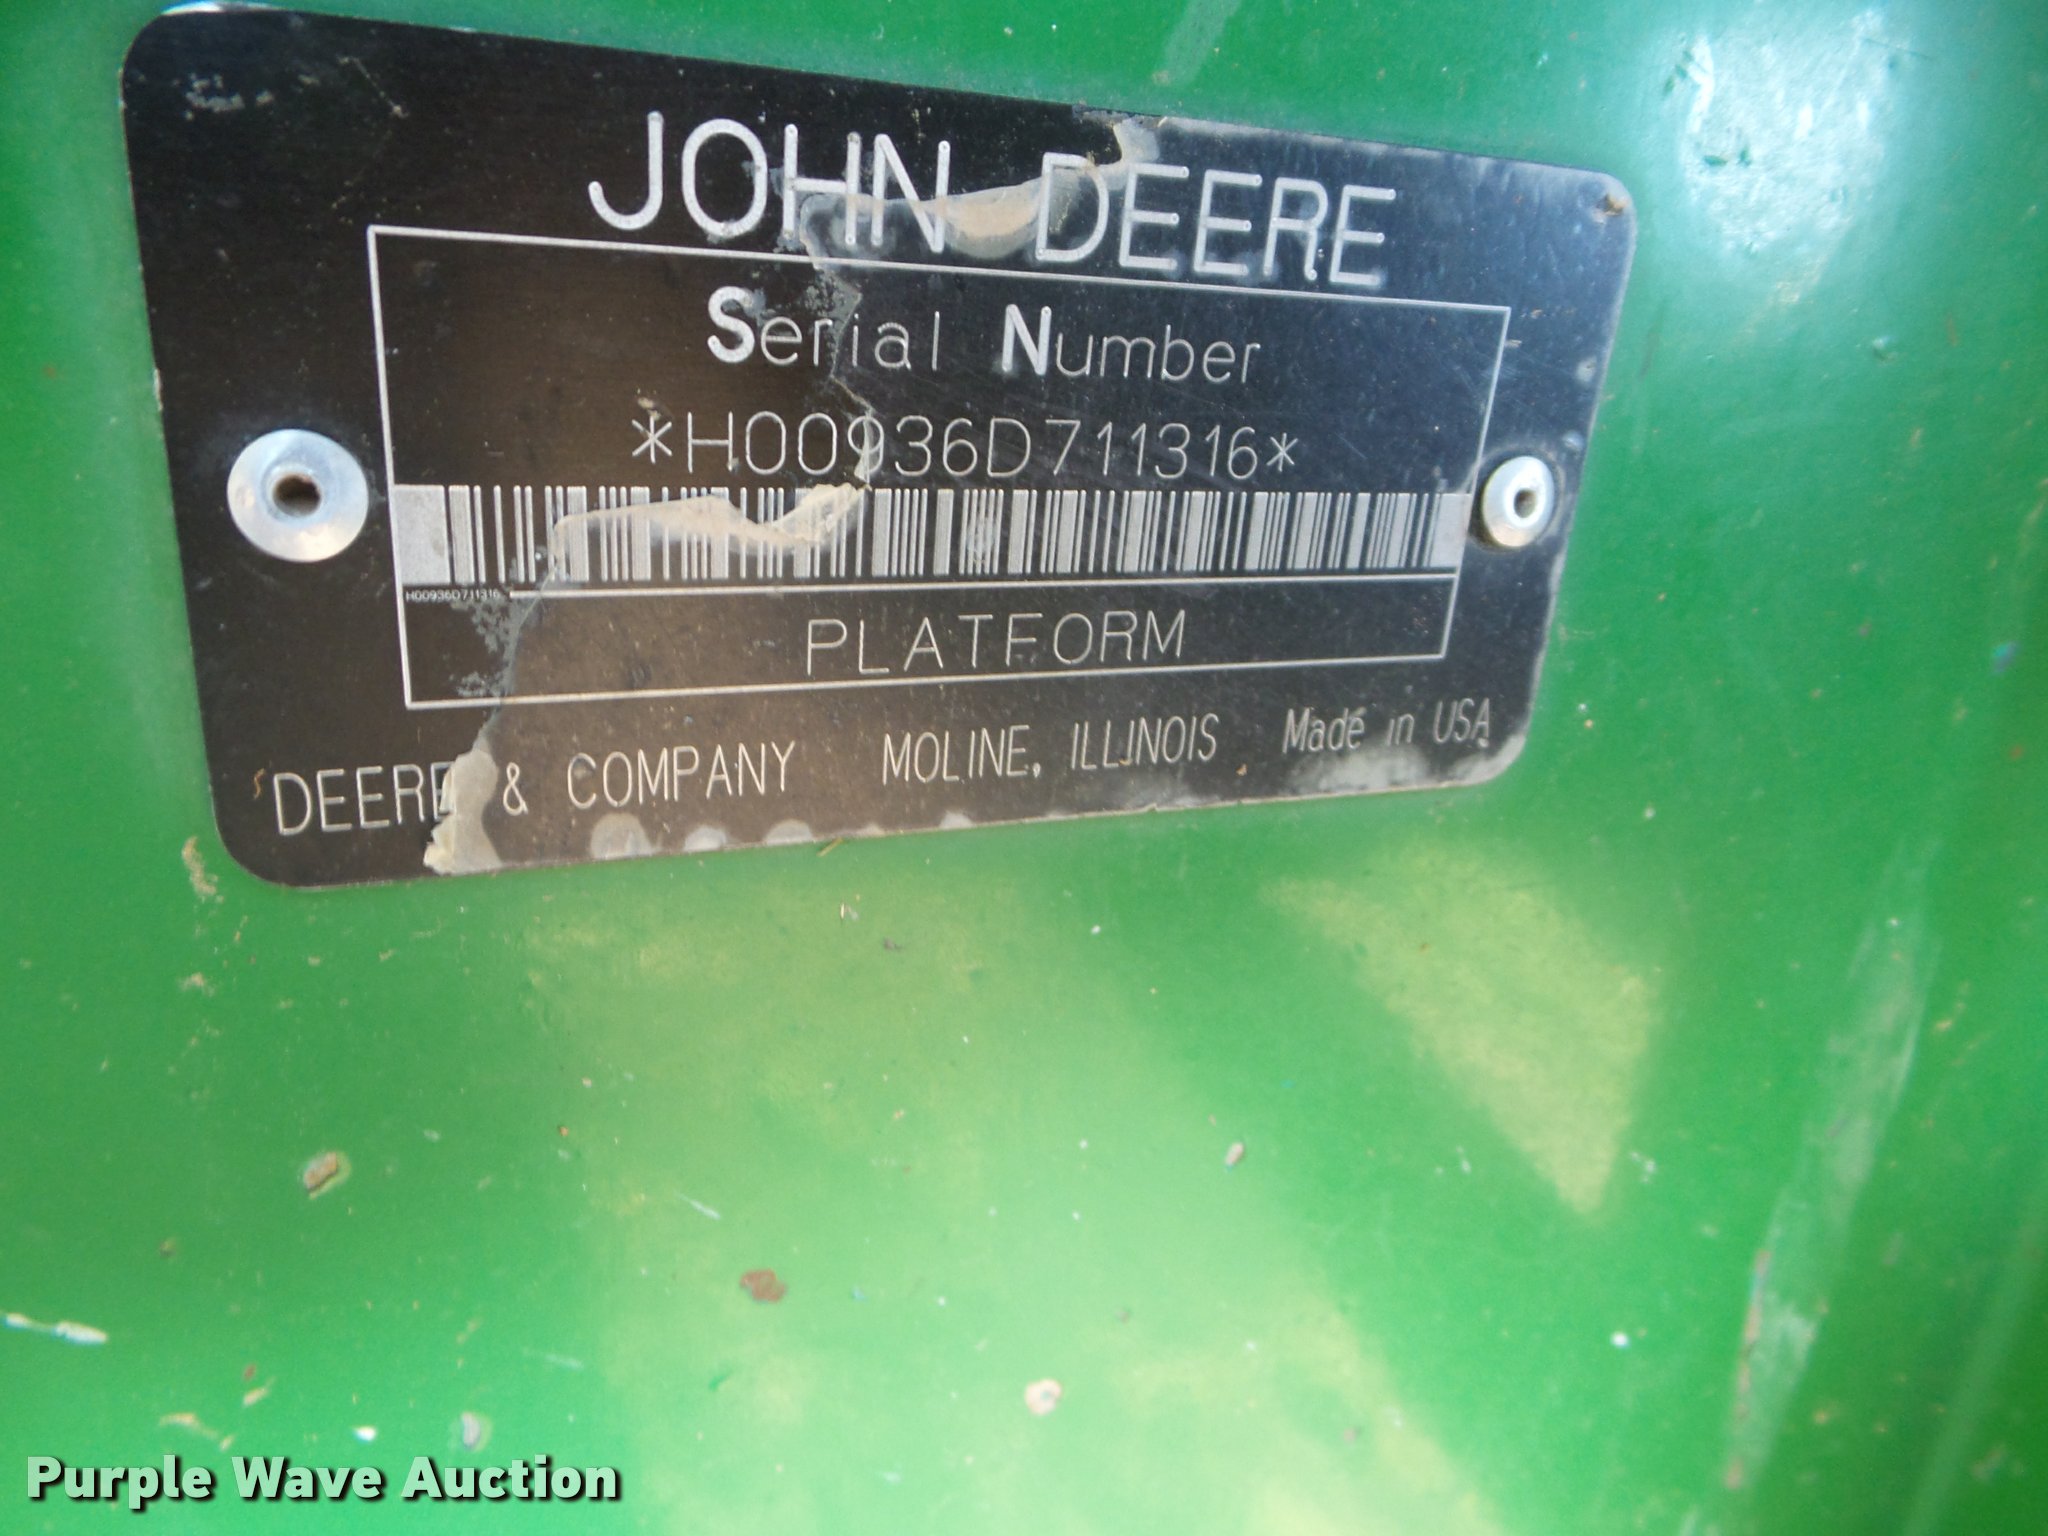 JOHN DEERE
Serial Number
*H00936D711316*
H00936D711316
PLATFORM
DEERE & COMPANY MOLINE, ILLINOIS Made in USA
Purple Wave Auction